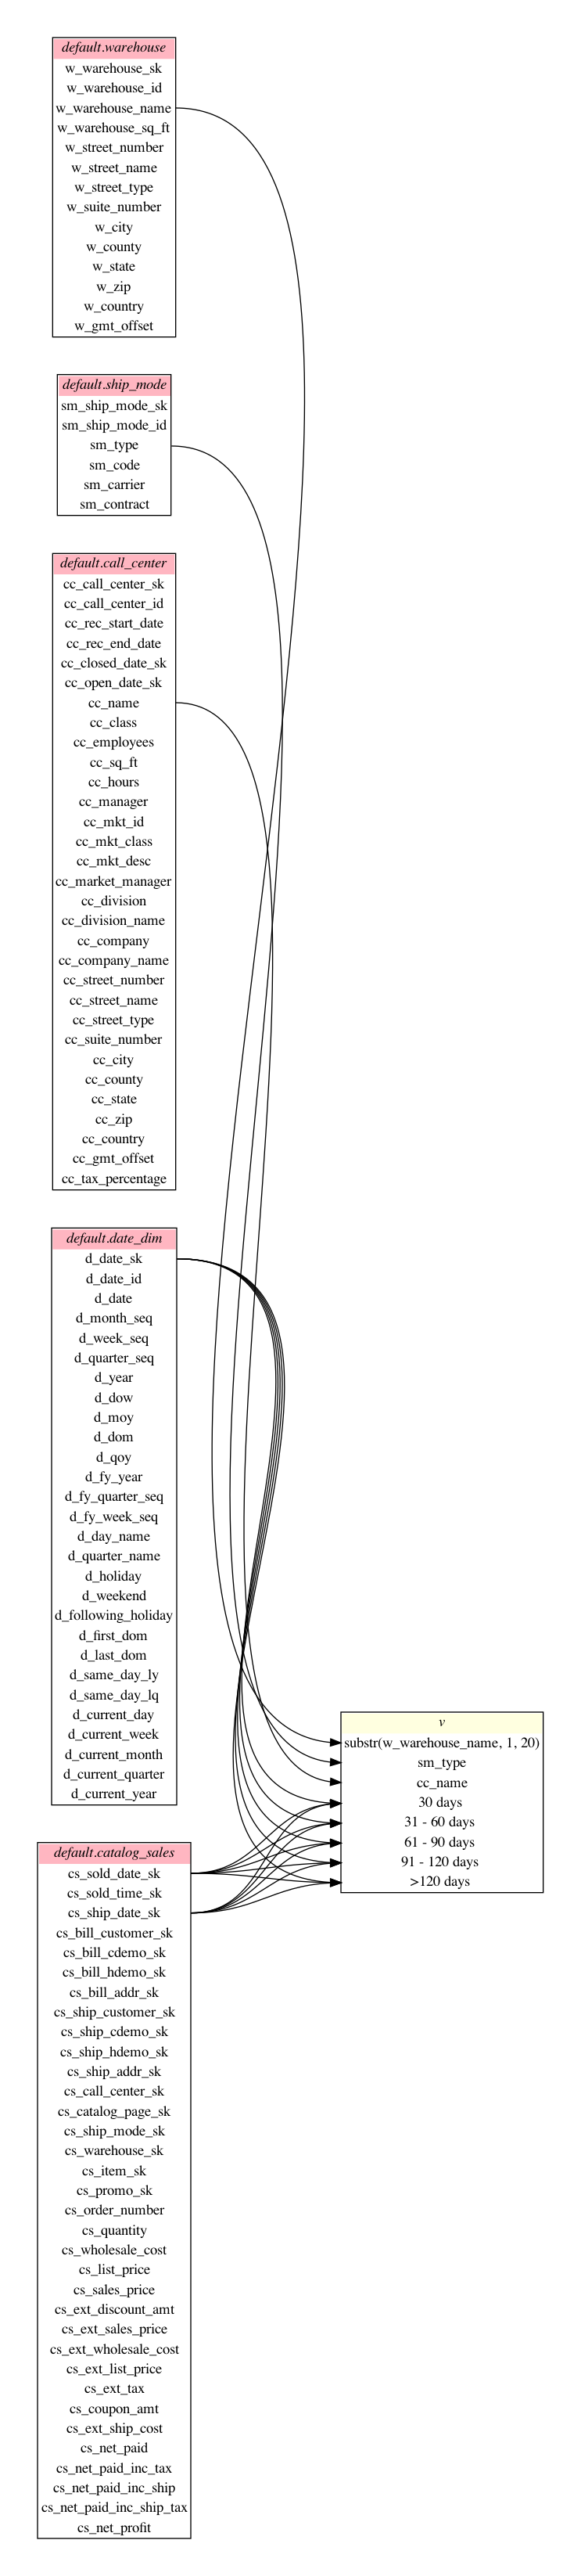 default.warehouse
w_warehouse_sk
w_warehouse_id
w_warehouse_name
w_warehouse_sq_ft
w_street_number
w_street_name
w_street_type
w_suite_number
w_city
w_county
w_state
w_zip
w_country
w_gmt_offset
default.ship_mode
sm_ship_mode_sk
sm_ship_mode_id
sm_type
sm_code
sm_carrier
sm_contract
default.call_center
cc_call_center_sk
cc_call_center_id
cc_rec_start_date
cc_rec_end_date
cc_closed_date_sk
cc_open_date_sk
cc_name
cc_class
cc_employees
cc_sq_ft
cc_hours
cc_manager
cc_mkt_id
cc_mkt_class
cc_mkt_desc
cc_market_manager
cc_division
cc_division_name
cc_company
cc_company_name
cc_street_number
cc_street_name
cc_street_type
cc_suite_number
cc_city
cc_county
cc_state
cc_zip
cc_country
cc_gmt_offset
cc_tax_percentage
default.date_dim
d_date_sk
d_date_id
d_date
d_month_seq
d_week_seq
d_quarter_seq
d_year
d_dow
d_moy
d_dom
d_qoy
d_fy_year
d_fy_quarter_seq
d_fy_week_seq
d_day_name
d_quarter_name
d_holiday
d_weekend
d_following_holiday
d_first_dom
d_last_dom
d_same_day_ly
d_same_day_lq
d_current_day
d_current_week
d_current_month
d_current_quarter
d_current_year
default.catalog_sales
cs_sold_date_sk
cs_sold_time_sk
cs_ship_date_sk
cs_bill_customer_sk
cs_bill_cdemo_sk
cs_bill_hdemo_sk
cs_bill_addr_sk
cs_ship_customer_sk
cs_ship_cdemo_sk
cs_ship_hdemo_sk
cs_ship_addr_sk
cs_call_center_sk
cs_catalog_page_sk
cs_ship_mode_sk
cs_warehouse_sk
cs_item_sk
cs_promo_sk
cs_order_number
cs_quantity
cs_wholesale_cost
cs_list_price
cs_sales_price
cs_ext_discount_amt
cs_ext_sales_price
cs_ext_wholesale_cost
cs_ext_list_price
cs_ext_tax
cs_coupon_amt
cs_ext_ship_cost
cs_net_paid
cs_net_paid_inc_tax
cs_net_paid_inc_ship
cs_net_paid_inc_ship_tax
cs_net_profit
v
substr(w_warehouse_name, 1, 20)
sm_type
cc_name
30 days
31 - 60 days
61 - 90 days
91 - 120 days
>120 days